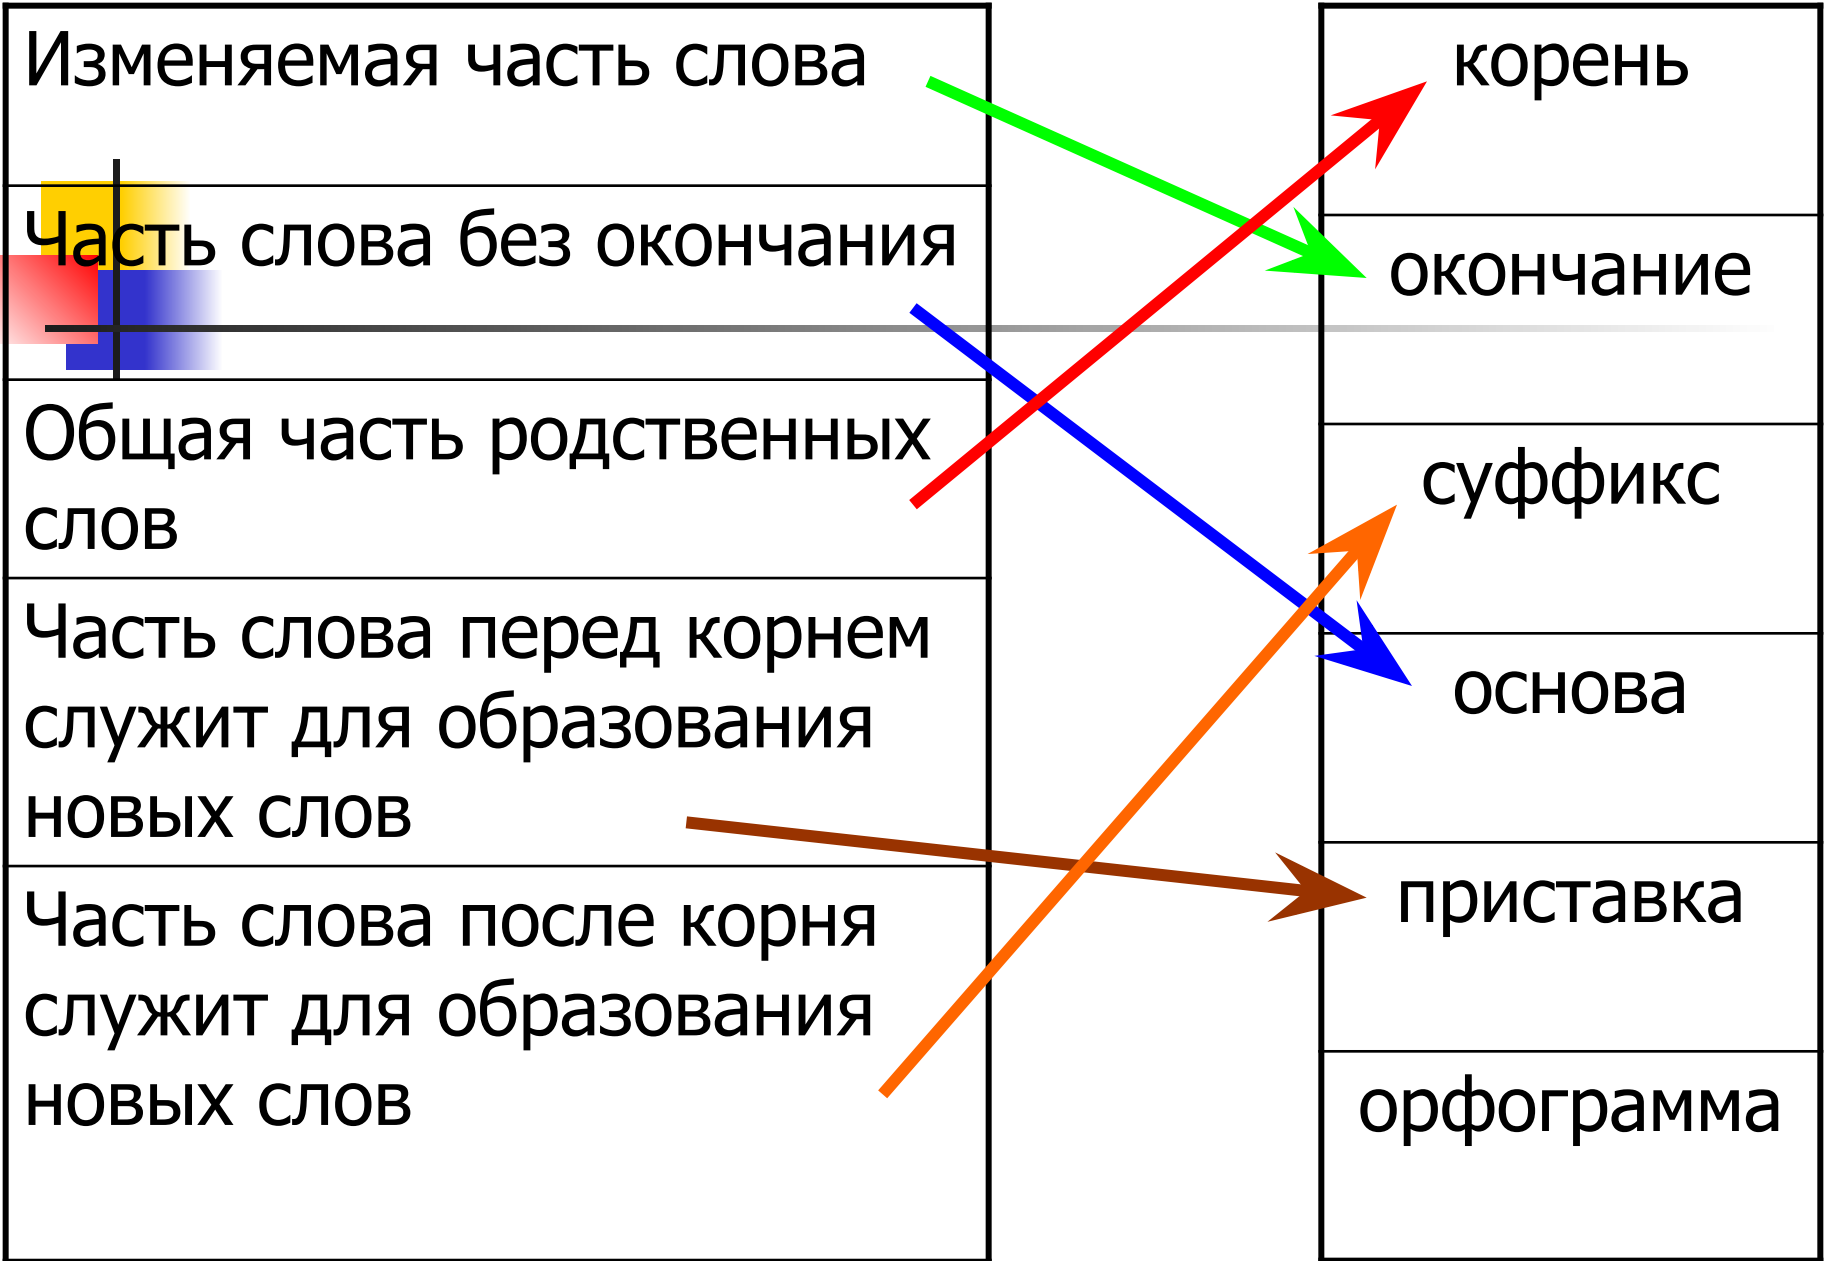 Изменяемая часть слова
Часть слова без окончания
Общая часть родственных
слов
Часть слова перед корнем
служит для образования
новых слов
Часть слова после корня
служит для образования
новых слов
корень
окончание
суффикс
основа
приставка
орфограмма